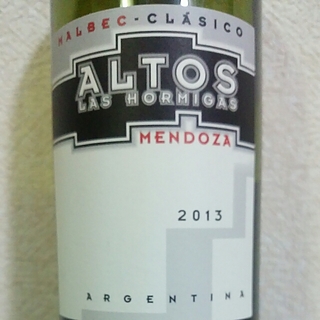 MALBEC-CLÁSICO
ALTOS
LAS HORMIGAS
MENDOZA
2013
ARGENTINA